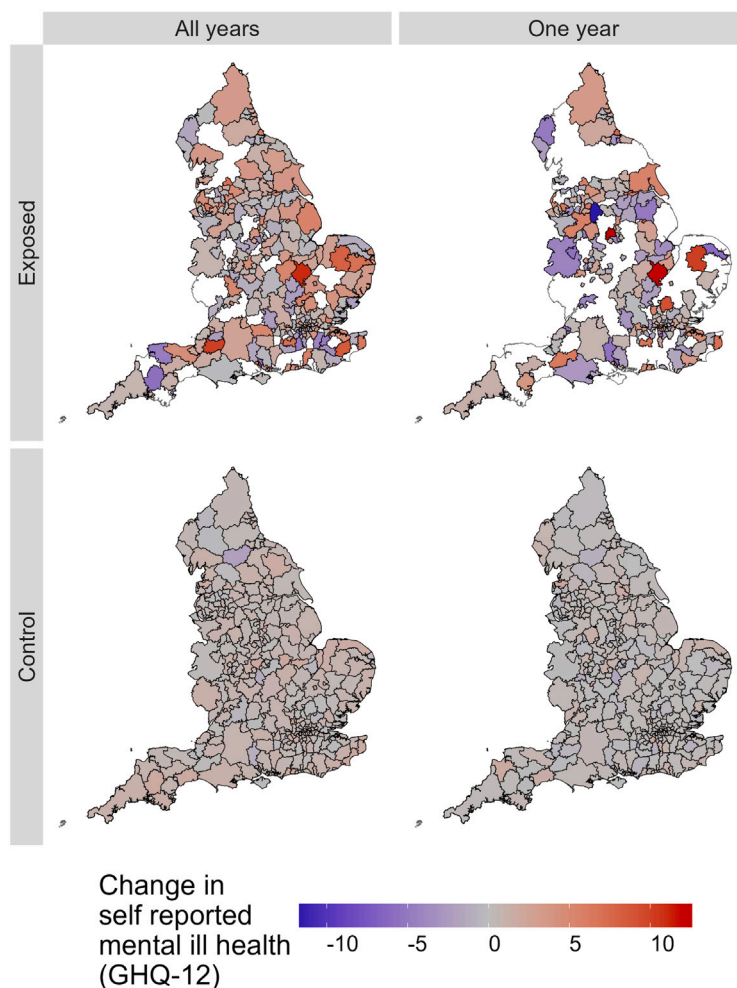 All years
One year
Exposed
Control
Change in
self reported
mental ill health
(GHQ-12)
-10
-5
0
5
10